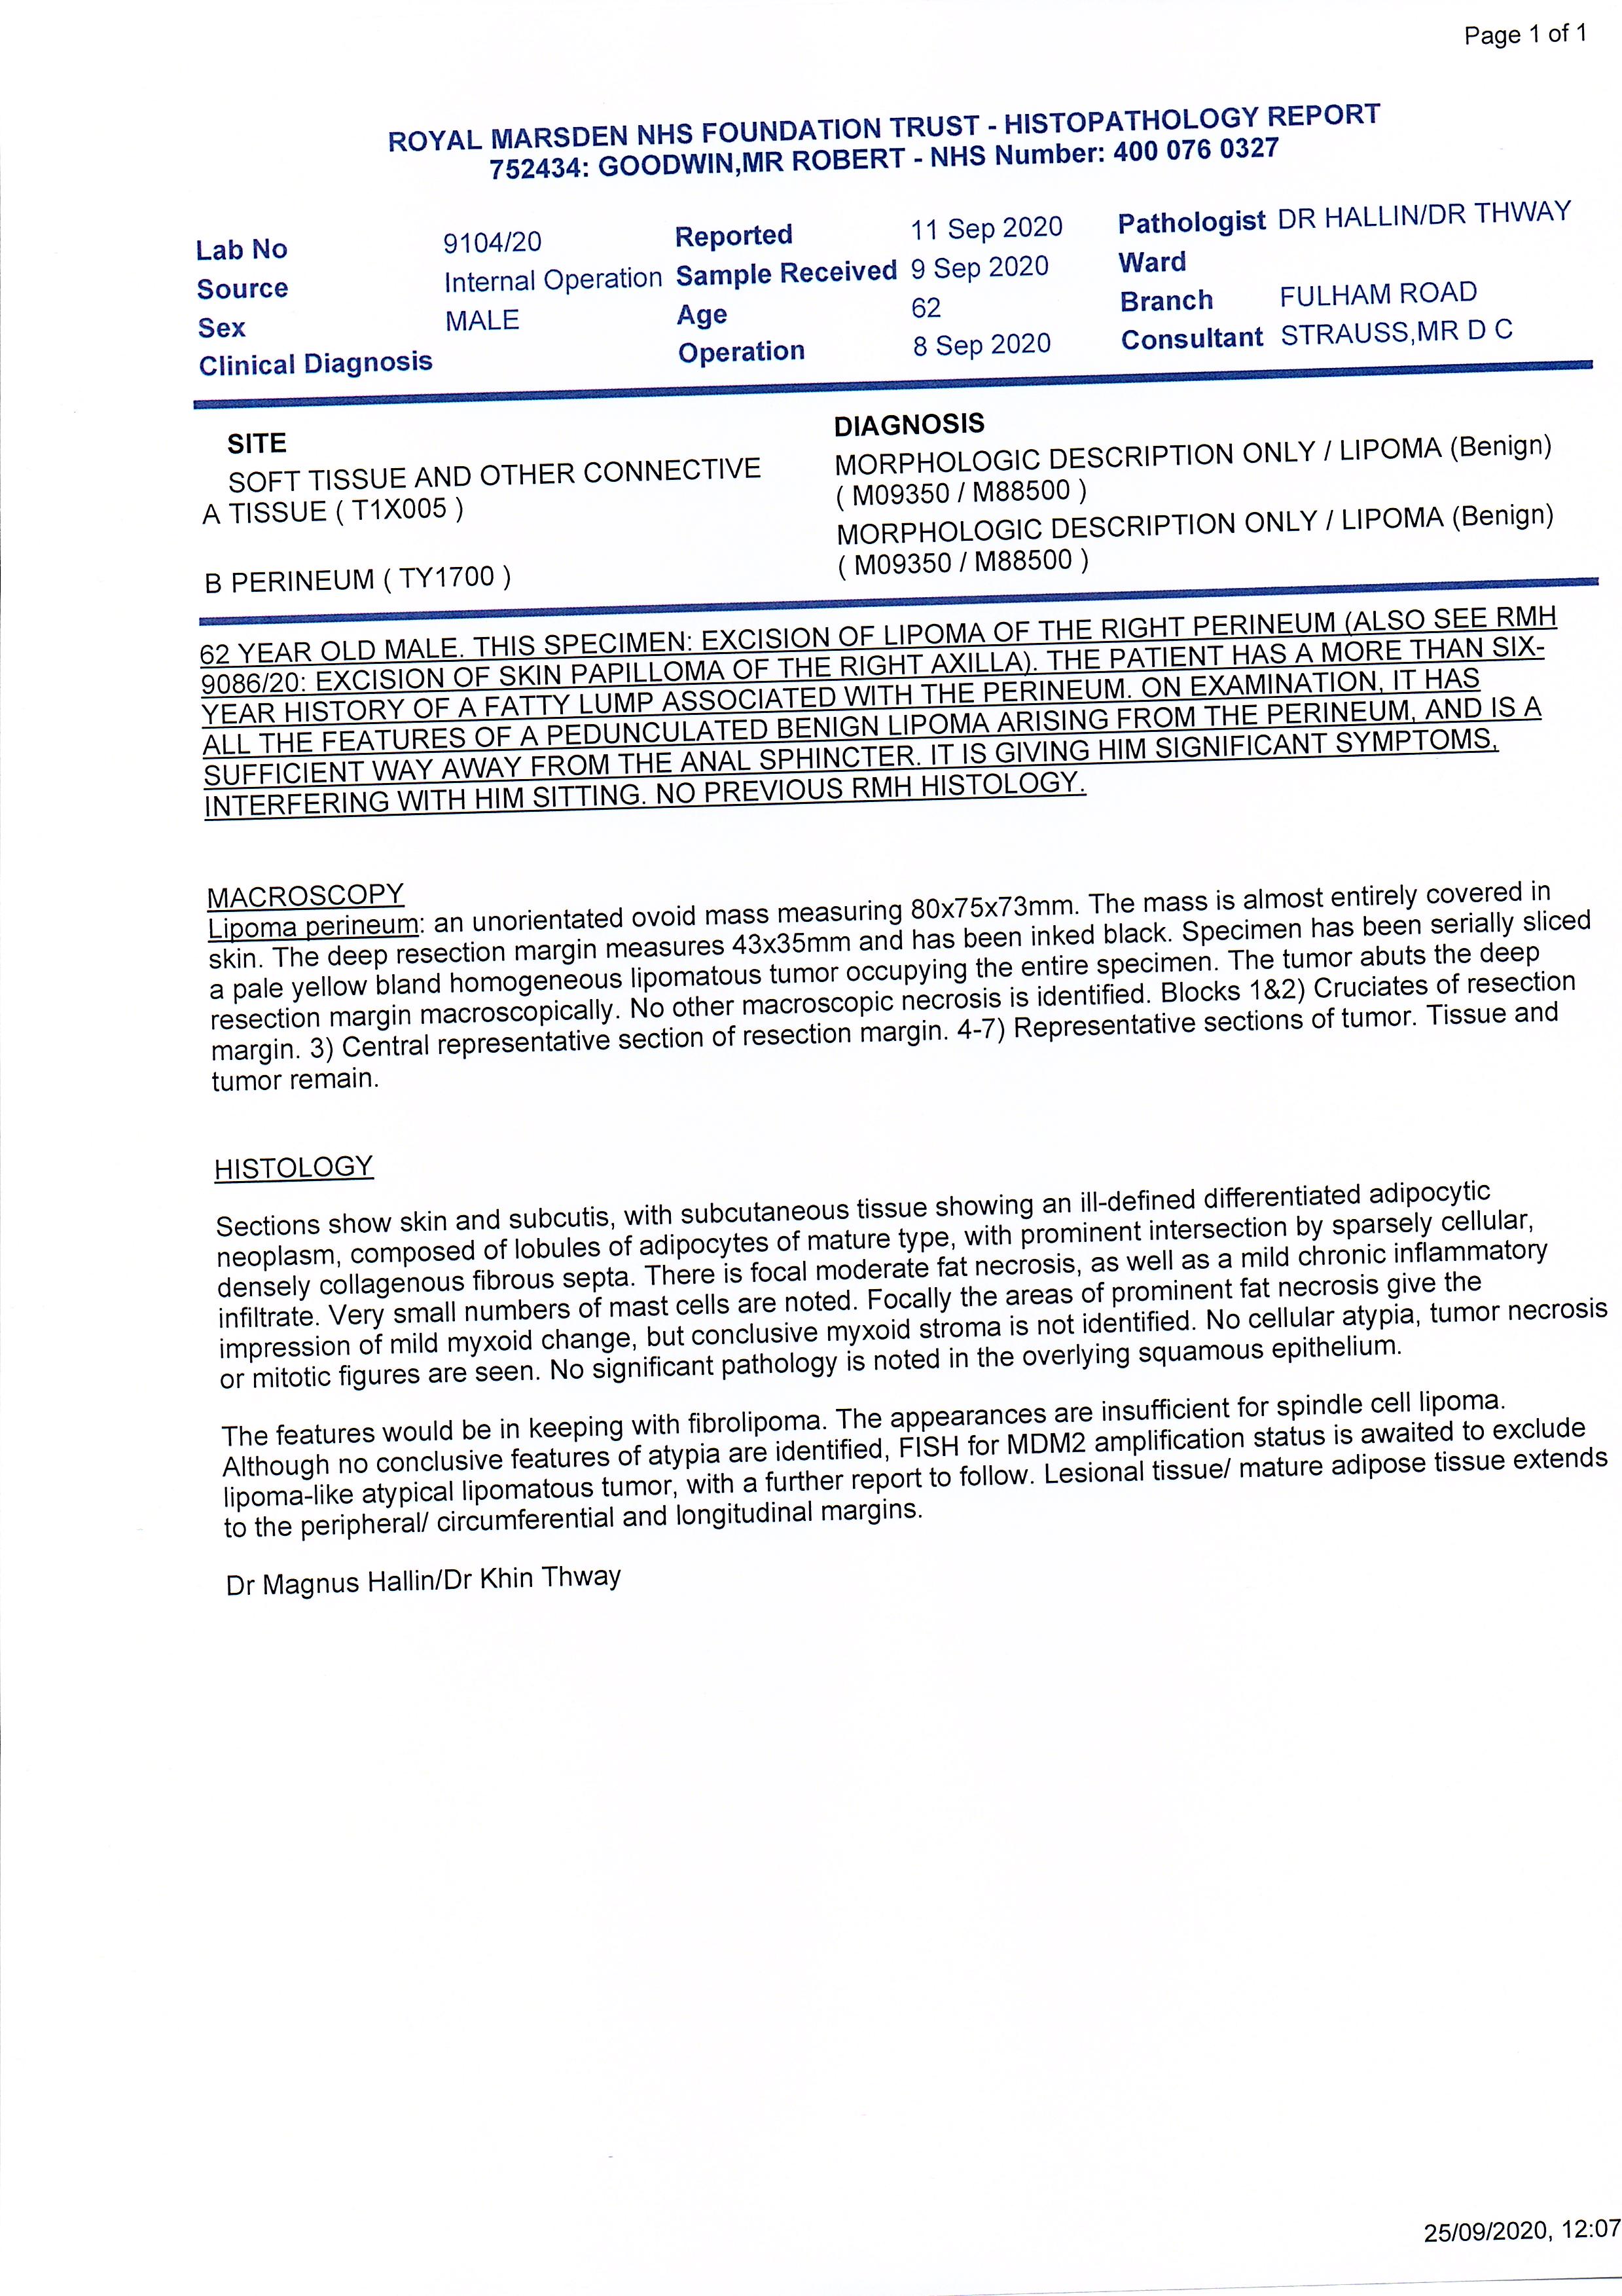 Page 1 of 1
ROYAL MARSDEN NHS FOUNDATION TRUST - HISTOPATHOLOGY REPORT
752434: GOODWIN,MR ROBERT - NHS Number: 400 076 0327
Lab No 9104/20 Reported 11 Sep 2020 Pathologist DR HALLIN/DR THWAY
Source Internal Operation Sample Received 9 Sep 2020 Ward
Sex MALE Age 62 Branch FULHAM ROAD
Clinical Diagnosis Operation 8 Sep 2020 Consultant STRAUSS,MR D C
SITE DIAGNOSIS
SOFT TISSUE AND OTHER CONNECTIVE MORPHOLOGIC DESCRIPTION ONLY / LIPOMA (Benign)
A TISSUE ( T1X005 ) ( M09350 / M88500 )
MORPHOLOGIC DESCRIPTION ONLY / LIPOMA (Benign)
B PERINEUM ( TY1700 ) ( M09350 / M88500 )
62 YEAR OLD MALE. THIS SPECIMEN: EXCISION OF LIPOMA OF THE RIGHT PERINEUM (ALSO SEE RMH
9086/20: EXCISION OF SKIN PAPILLOMA OF THE RIGHT AXILLA). THE PATIENT HAS A MORE THAN SIX-
YEAR HISTORY OF A FATTY LUMP ASSOCIATED WITH THE PERINEUM. ON EXAMINATION, IT HAS
ALL THE FEATURES OF A PEDUNCULATED BENIGN LIPOMA ARISING FROM THE PERINEUM, AND IS A
SUFFICIENT WAY AWAY FROM THE ANAL SPHINCTER. IT IS GIVING HIM SIGNIFICANT SYMPTOMS,
INTERFERING WITH HIM SITTING. NO PREVIOUS RMH HISTOLOGY.
MACROSCOPY
Lipoma perineum: an unorientated ovoid mass measuring 80x75x73mm. The mass is almost entirely covered in
skin. The deep resection margin measures 43x35mm and has been inked black. Specimen has been serially sliced
a pale yellow bland homogeneous lipomatous tumor occupying the entire specimen. The tumor abuts the deep
resection margin macroscopically. No other macroscopic necrosis is identified. Blocks 1&2) Cruciates of resection
margin. 3) Central representative section of resection margin. 4-7) Representative sections of tumor. Tissue and
tumor remain.
HISTOLOGY
Sections show skin and subcutis, with subcutaneous tissue showing an ill-defined differentiated adipocytic
neoplasm, composed of lobules of adipocytes of mature type, with prominent intersection by sparsely cellular,
densely collagenous fibrous septa. There is focal moderate fat necrosis, as well as a mild chronic inflammatory
infiltrate. Very small numbers of mast cells are noted. Focally the areas of prominent fat necrosis give the
impression of mild myxoid change, but conclusive myxoid stroma is not identified. No cellular atypia, tumor necrosis
or mitotic figures are seen. No significant pathology is noted in the overlying squamous epithelium.
The features would be in keeping with fibrolipoma. The appearances are insufficient for spindle cell lipoma.
Although no conclusive features of atypia are identified, FISH for MDM2 amplification status is awaited to exclude
lipoma-like atypical lipomatous tumor, with a further report to follow. Lesional tissue/ mature adipose tissue extends
to the peripheral/ circumferential and longitudinal margins.
Dr Magnus Hallin/Dr Khin Thway
25/09/2020, 12:07